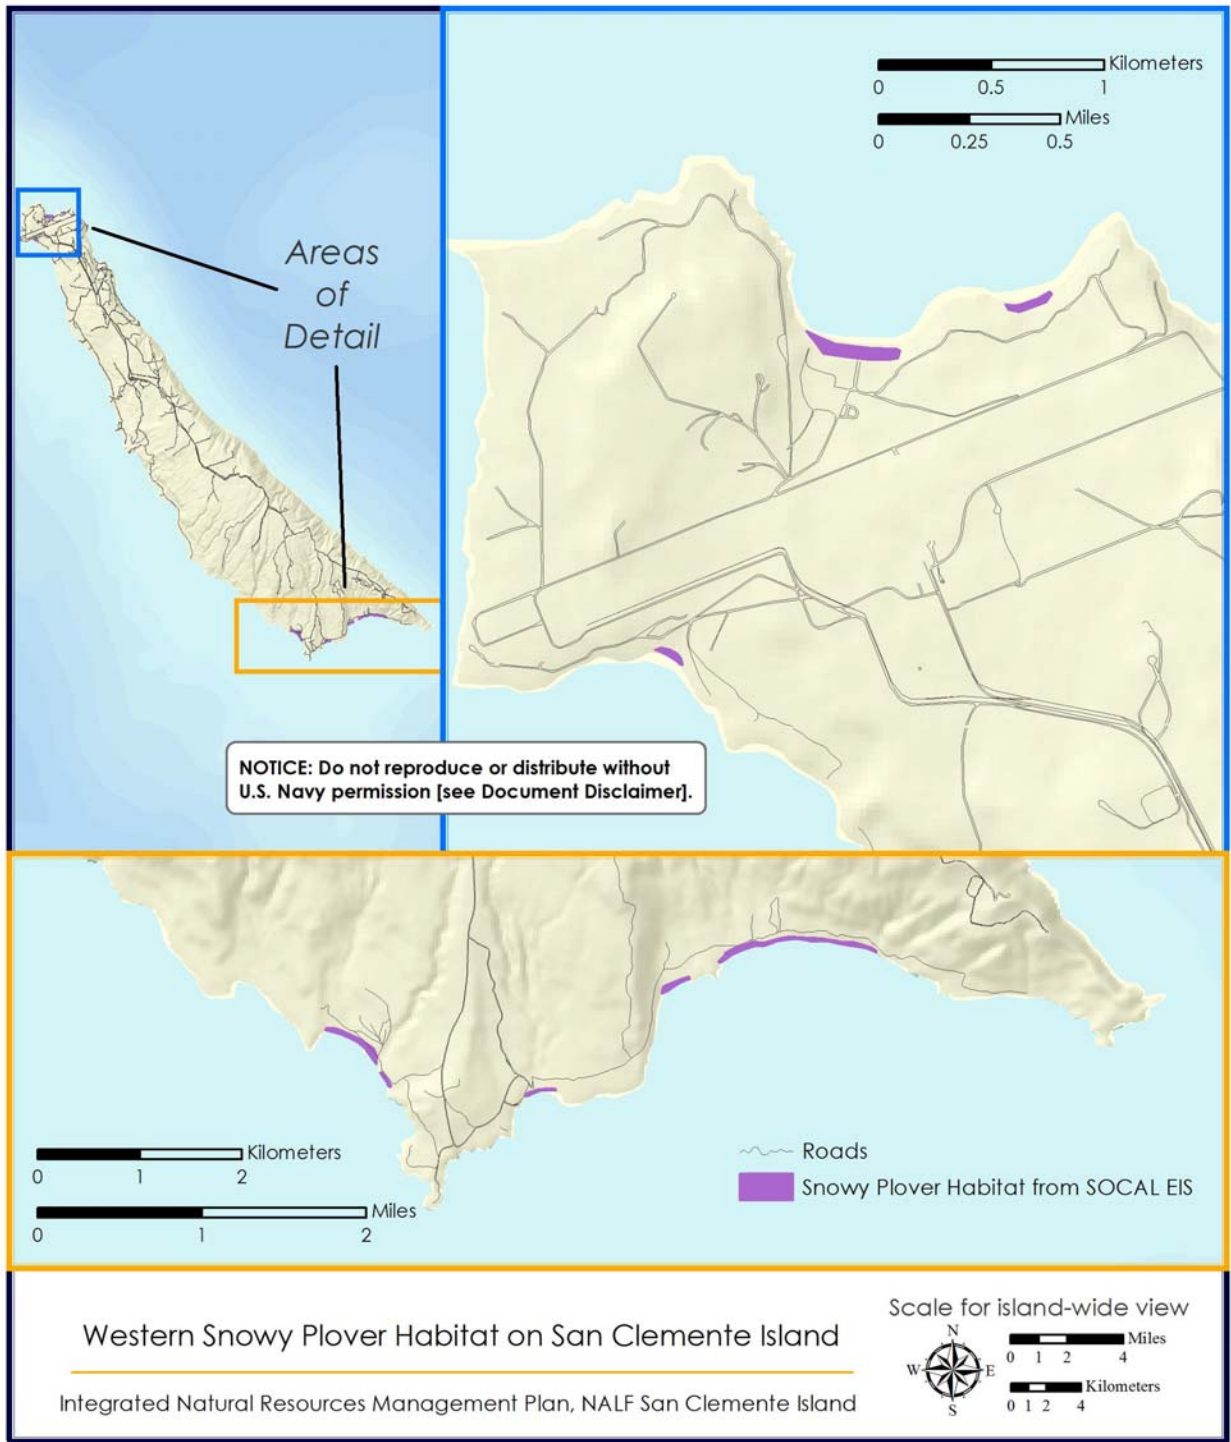 Kilometers
0 0.5 1
Miles
0 0.25 0.5
Areas
of
Detail
NOTICE: Do not reproduce or distribute without
U.S. Navy permission [see Document Disclaimer].
Kilometers
0 1 2
Miles
0 1 2
Roads
Snowy Plover Habitat from SOCAL EIS
Western Snowy Plover Habitat on San Clemente Island
Integrated Natural Resources Management Plan, NALF San Clemente Island
Scale for island-wide view
N
W E
S
Miles
0 1 2 4
Kilometers
0 1 2 4